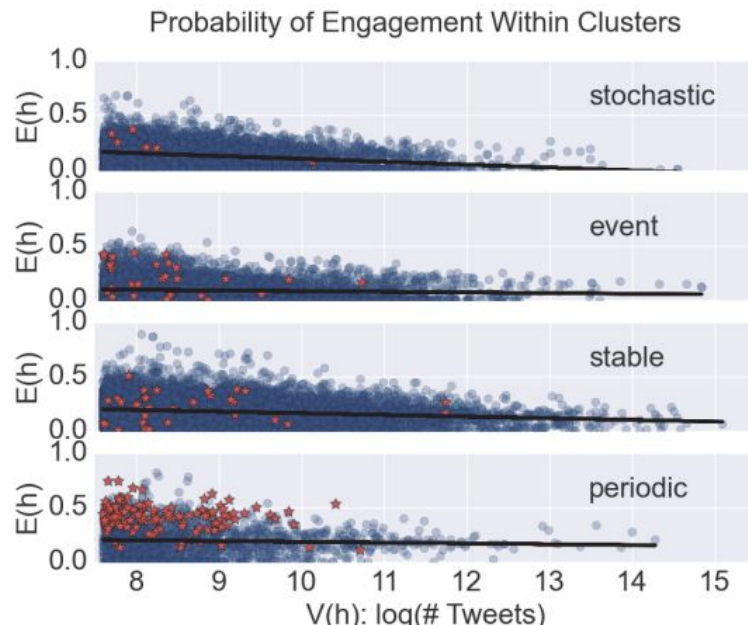 Probability of Engagement Within Clusters
1.0
E(h)
0.5
stochastic
0.0
1.0
E(h)
0.5
event
0.0
1.0
E(h)
0.5
stable
0.0
1.0
E(h)
0.5
periodic
0.0
8 9 10 11 12 13 14 15
V(h): log(# Tweets)